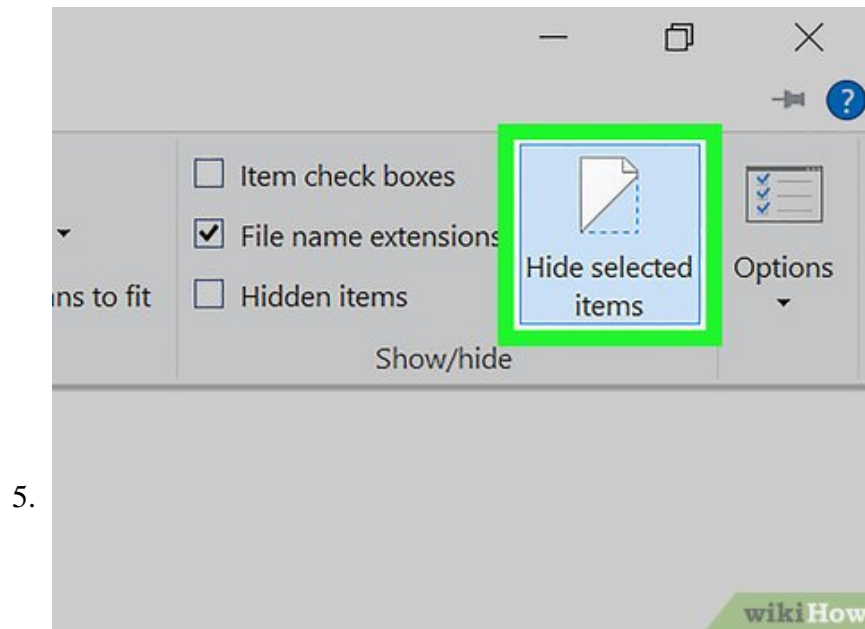 ?
Item check boxes
File name extensions
ns to fit
Hidden items
Hide selected
items
Options
Show/hide
5.
wikiHow